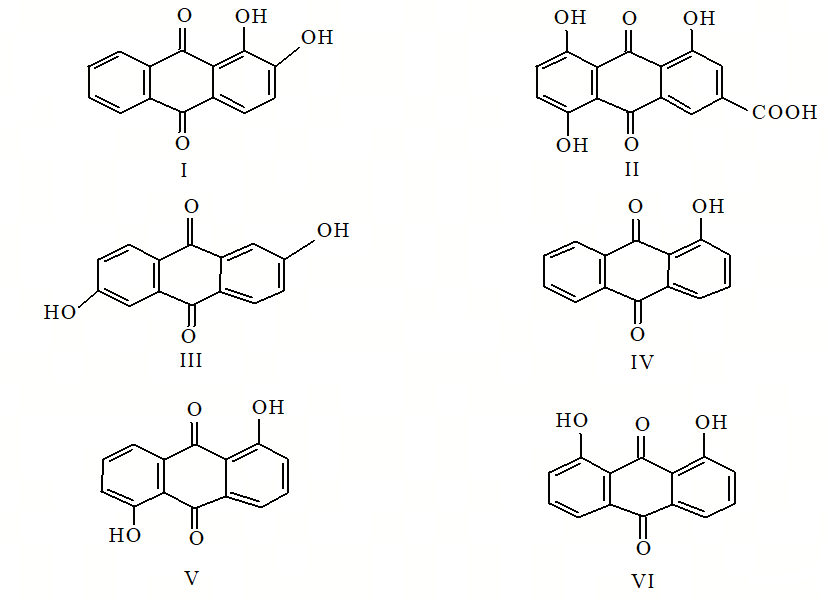 O OH
OH
O
I
OH O OH
COOH
OH O
II
O
OH
HO
O
III
O OH
O
IV
O OH
HO O
V
HO O OH
O
VI